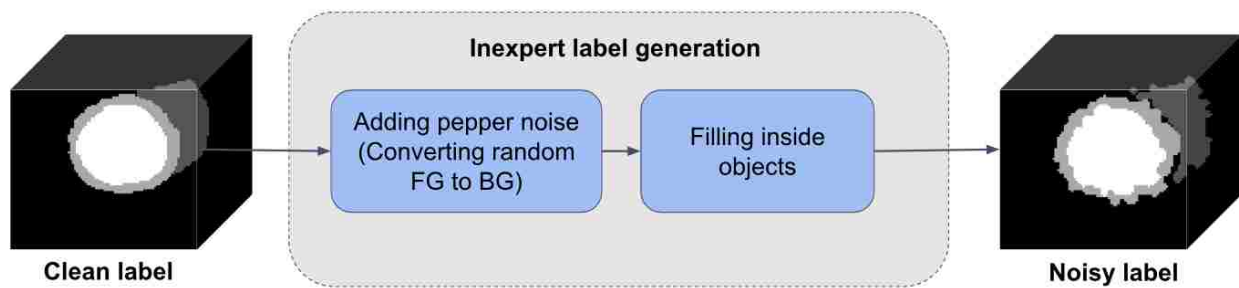 Inexpert label generation
Adding pepper noise
(Converting random
FG to BG)
Filling inside
objects
Clean label
Noisy label